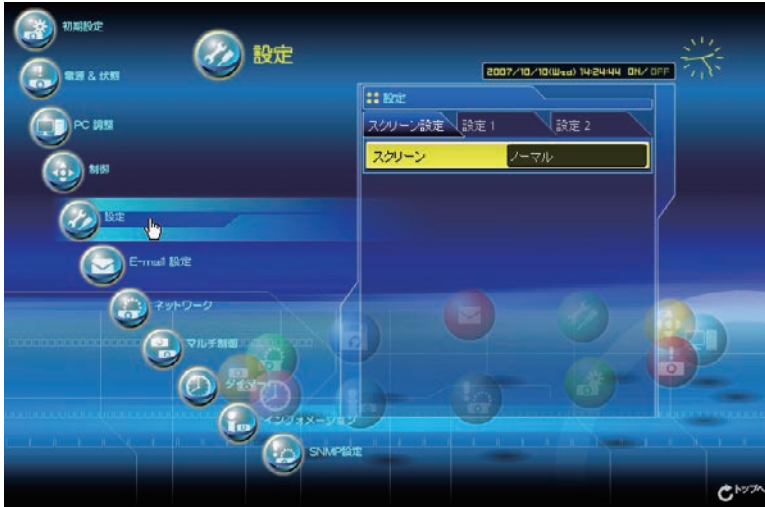 初期設定
電源 & 状態
PC 調整
制御
設定
E-mail 設定
ネットワーク
マルチ制御
タイマー
インフォメーション
SNMP設定
設定
2007/10/10(Wed) 14:24:44 ON/OFF
設定
スクリーン設定 設定 1 設定 2
スクリーン ノーマル
トップへ